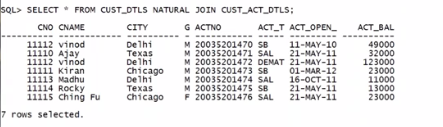 SQL> SELECT * FROM CUST_DTLS NATURAL JOIN CUST_ACT_DTLS;
CNO CNAME CITY G ACTNO ACT_T ACT_OPEN_ ACT_BAL
---------- --------------- ---------- - ----------- ----- --------- ----------
11112 vinod Delhi M 20035201470 SB 11-MAY-10 49000
11110 Ajay Texas M 20035201471 SAL 21-MAY-11 32000
11112 vinod Delhi M 20035201472 DEMAT 21-MAY-11 123000
11111 Kiran Chicago M 20035201473 SB 01-MAR-12 23000
11113 Madhu Delhi M 20035201474 SAL 16-OCT-11 21000
11114 Rocky Texas M 20035201475 SB 21-MAY-11 23000
11115 Ching Fu Chicago F 20035201476 SAL 21-MAY-11 13000
7 rows selected.